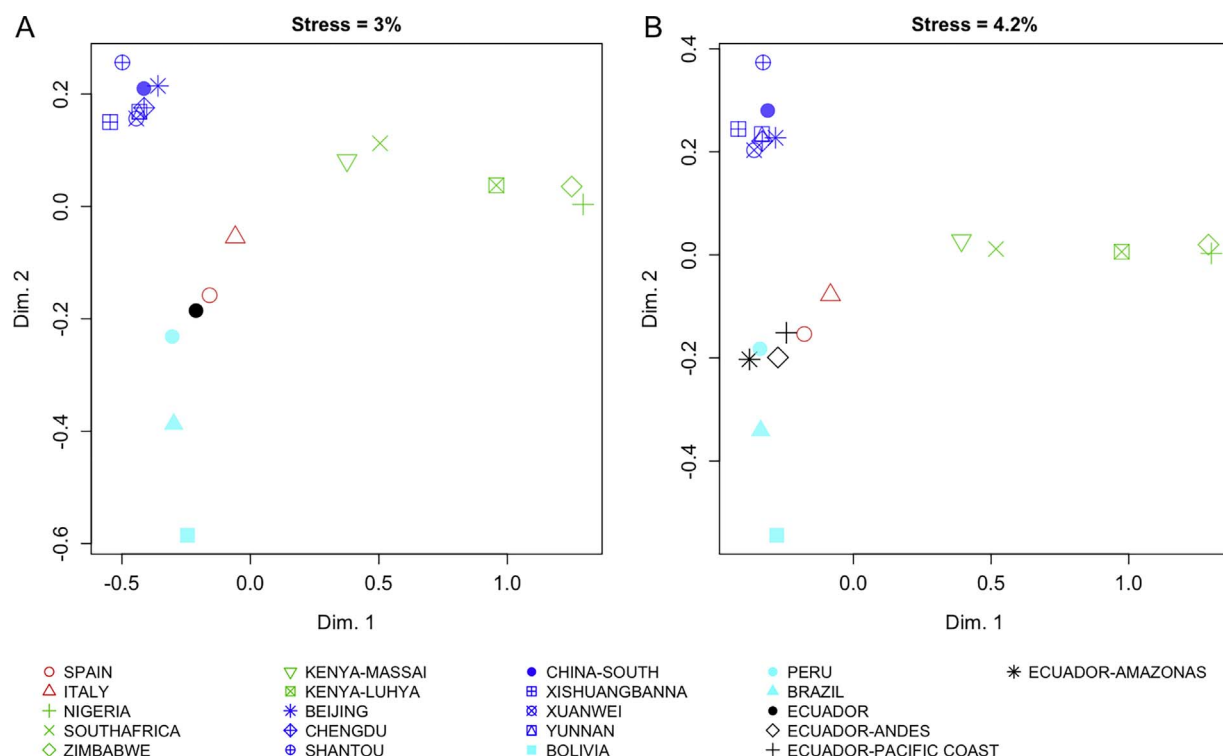 A
Stress = 3%
0.2
0.0
-0.2
-0.4
-0.6
Dim. 2
-0.5
0.0
0.5
1.0
Dim. 1
B
Stress = 4.2%
0.4
0.2
0.0
-0.2
-0.4
Dim. 2
0.0
0.5
1.0
Dim. 1
SPAIN
ITALY
NIGERIA
SOUTHAFRICA
ZIMBABWE
KENYA-MASSAI
KENYA-LUHYA
BEIJING
CHENGDU
SHANTOU
CHINA-SOUTH
XISHUANGBANNA
XUANWEI
YUNNAN
BOLIVIA
PERU
BRAZIL
ECUADOR
ECUADOR-ANDES
ECUADOR-PACIFIC COAST
ECUADOR-AMAZONAS